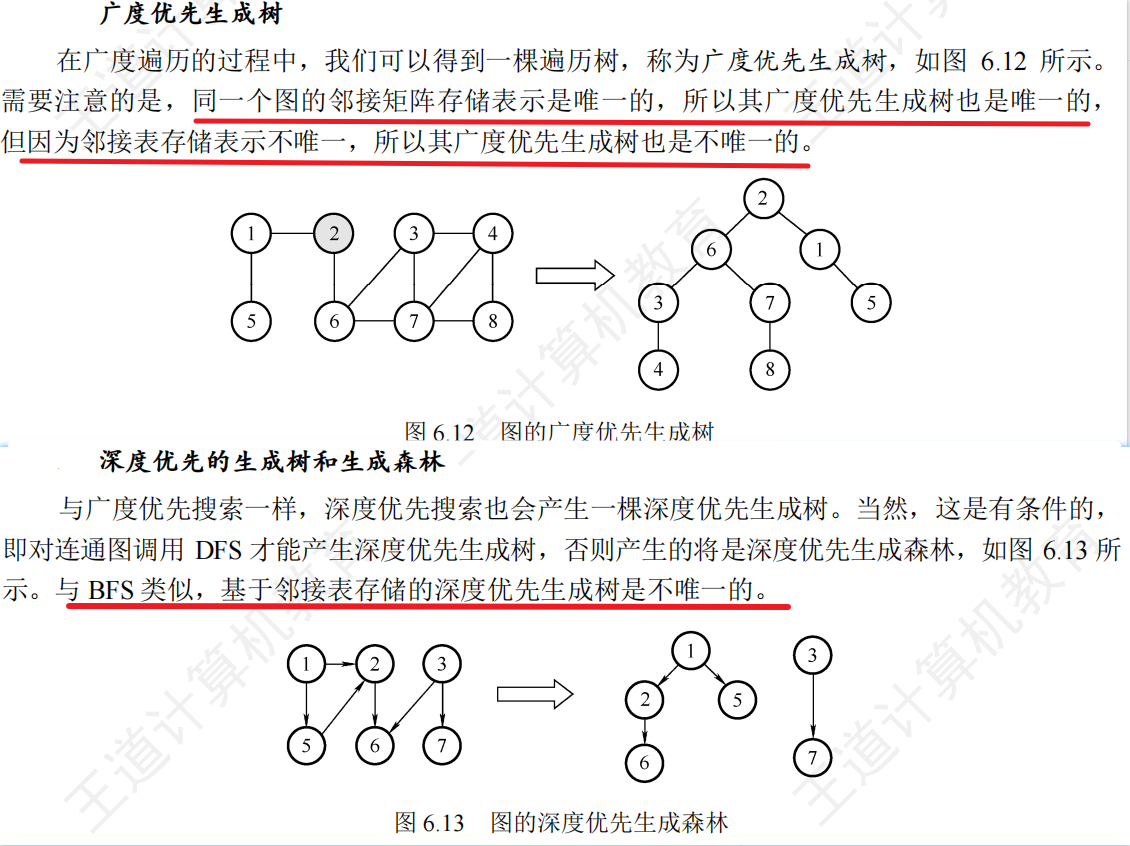 广度优先生成树
在广度遍历的过程中，我们可以得到一棵遍历树，称为广度优先生成树，如图 6.12 所示。
需要注意的是，同一个图的邻接矩阵存储表示是唯一的，所以其广度优先生成树也是唯一的，
但因为邻接表存储表示不唯一，所以其广度优先生成树也是不唯一的。
1 2 3 4
5 6 7 8
2
6 1
3 7 5
4 8
图 6.12 图的广度优先生成树
深度优先的生成树和生成森林
与广度优先搜索一样，深度优先搜索也会产生一棵深度优先生成树。当然，这是有条件的，
即对连通图调用 DFS 才能产生深度优先生成树，否则产生的将是深度优先生成森林，如图 6.13 所
示。与 BFS 类似，基于邻接表存储的深度优先生成树是不唯一的。
1 2 3
5 6 7
1 3
2 5
6 7
图 6.13 图的深度优先生成森林
王道计算机教育
王道计算机教育
王道计算机教育